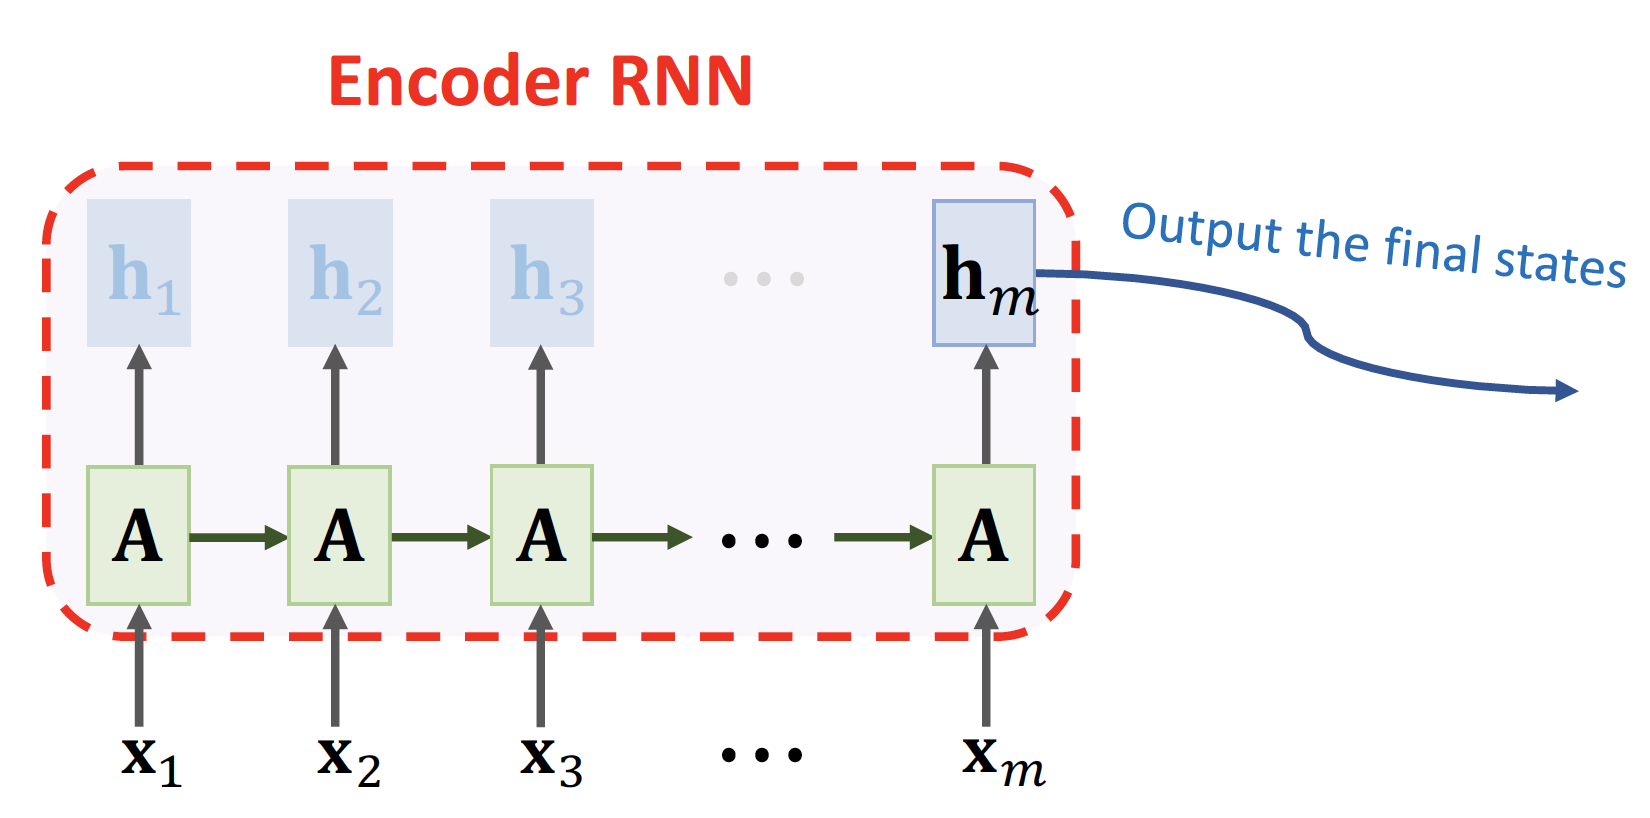 Encoder RNN
h1 h2 h3 ... hm
Output the final states
A A A ... A
x1 x2 x3 ... xm